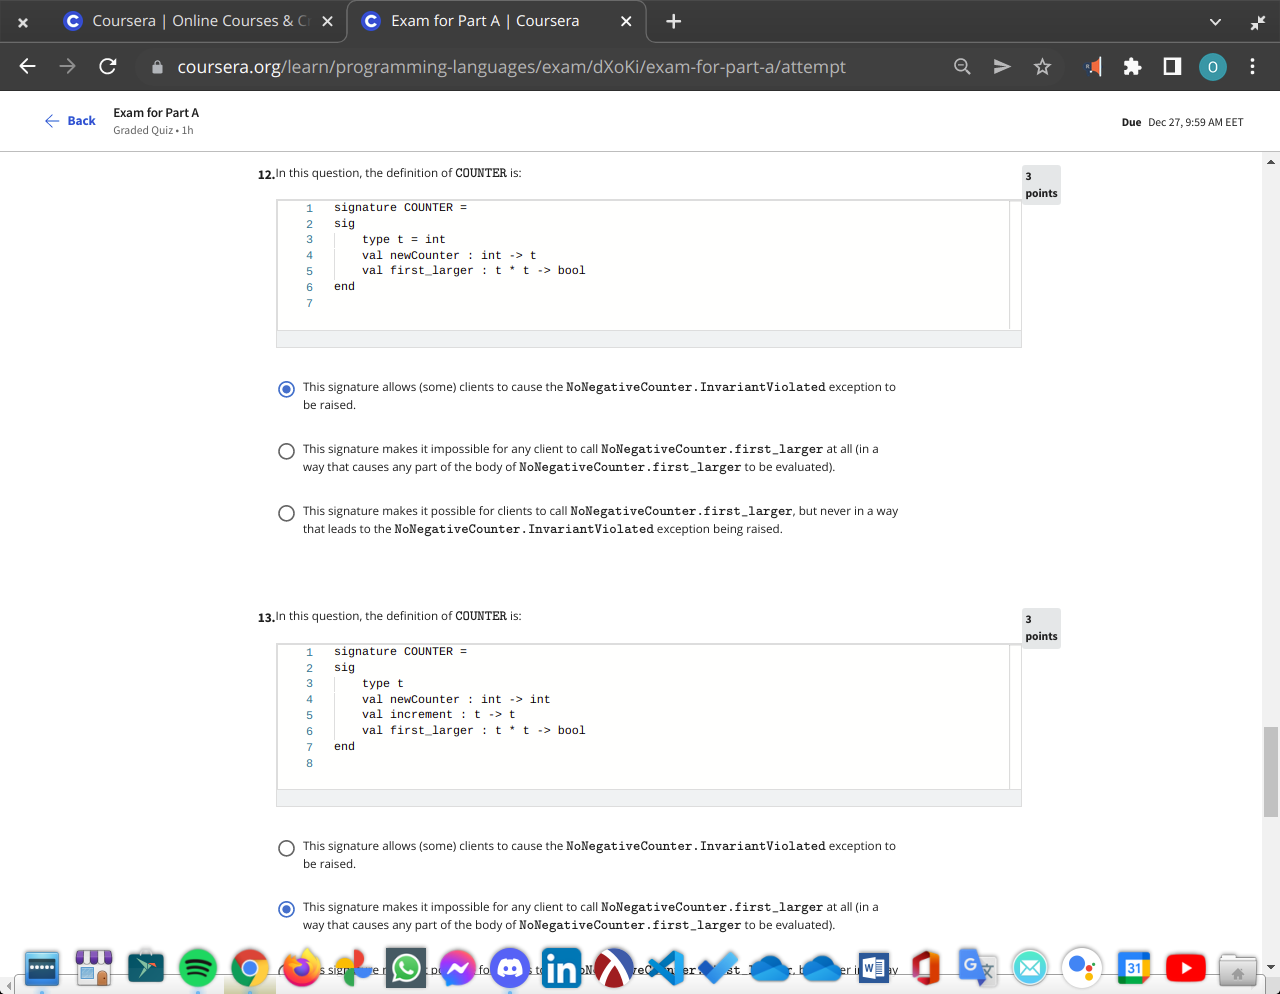 Coursera | Online Courses & C
Exam for Part A | Coursera
coursera.org/learn/programming-languages/exam/dXoKi/exam-for-part-a/attempt
O
Back
Exam for Part A
Graded Quiz • 1h
Due Dec 27, 9:59 AM EET
12. In this question, the definition of COUNTER is:
3 points
1 signature COUNTER =
2 sig
3 type t = int
4 val newCounter : int -> t
5 val first_larger : t * t -> bool
6 end
7
This signature allows (some) clients to cause the NoNegativeCounter.InvariantViolated exception to
be raised.
This signature makes it impossible for any client to call NoNegativeCounter.first_larger at all (in a
way that causes any part of the body of NoNegativeCounter.first_larger to be evaluated).
This signature makes it possible for clients to call NoNegativeCounter.first_larger, but never in a way
that leads to the NoNegativeCounter.InvariantViolated exception being raised.
13. In this question, the definition of COUNTER is:
3 points
1 signature COUNTER =
2 sig
3 type t
4 val newCounter : int -> int
5 val increment : t -> t
6 val first_larger : t * t -> bool
7 end
8
This signature allows (some) clients to cause the NoNegativeCounter.InvariantViolated exception to
be raised.
This signature makes it impossible for any client to call NoNegativeCounter.first_larger at all (in a
way that causes any part of the body of NoNegativeCounter.first_larger to be evaluated).
in
W
G
31